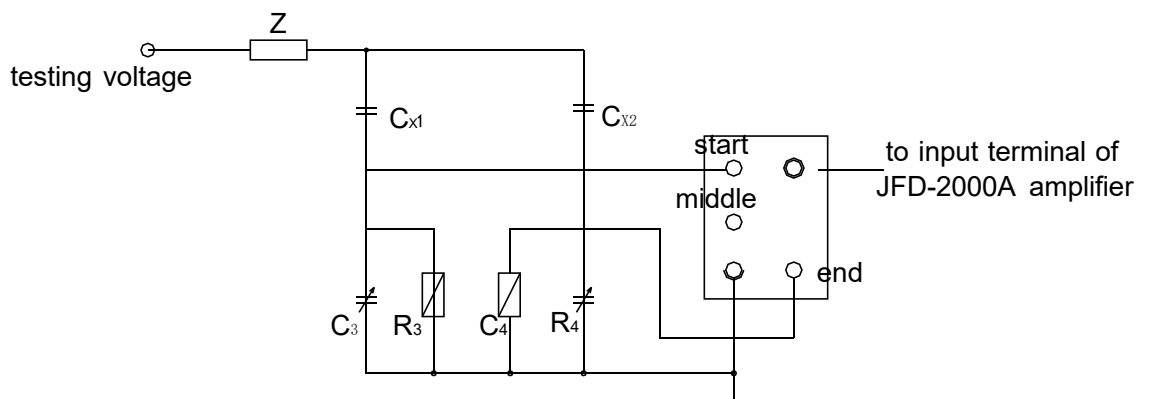 Z
testing voltage
Cx1
CX2
start
to input terminal of
JFD-2000A amplifier
middle
end
C3
R3
C4
R4